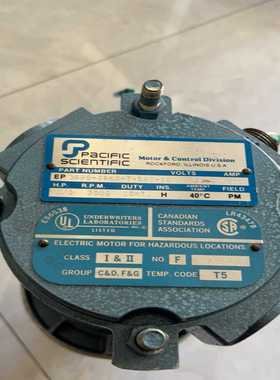 PACIFIC
SCIENTIFIC
Motor & Control Division
ROCKFORD, ILLINOIS U.S.A.
PART NUMBER VOLTS AMP
EP
H.P. R.P.M. DUTY INS. AMBIENT TEMP FIELD
H 40°C PM
UL
UNDERWRITERS
LABORATORIES INC.
LISTED
CANADIAN
STANDARDS
ASSOCIATION
SA
ELECTRIC MOTOR FOR HAZARDOUS LOCATIONS
CLASS I & II NO F
GROUP C&D, F&G TEMP. CODE T5